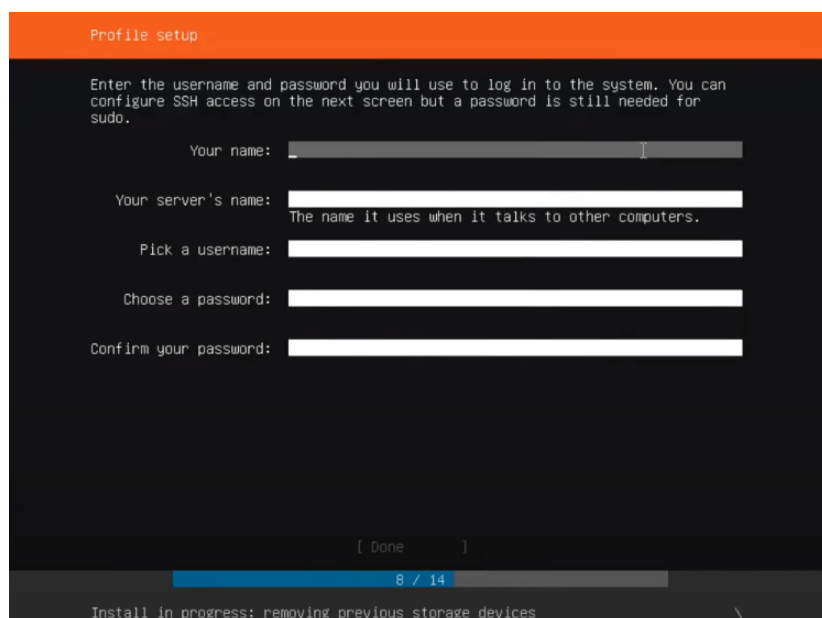 Profile setup
Enter the username and password you will use to log in to the system. You can
configure SSH access on the next screen but a password is still needed for
sudo.
Your name:
Your server's name:
The name it uses when it talks to other computers.
Pick a username:
Choose a password:
Confirm your password:
[ Done ]
8 / 14
Install in progress: removing previous storage devices \